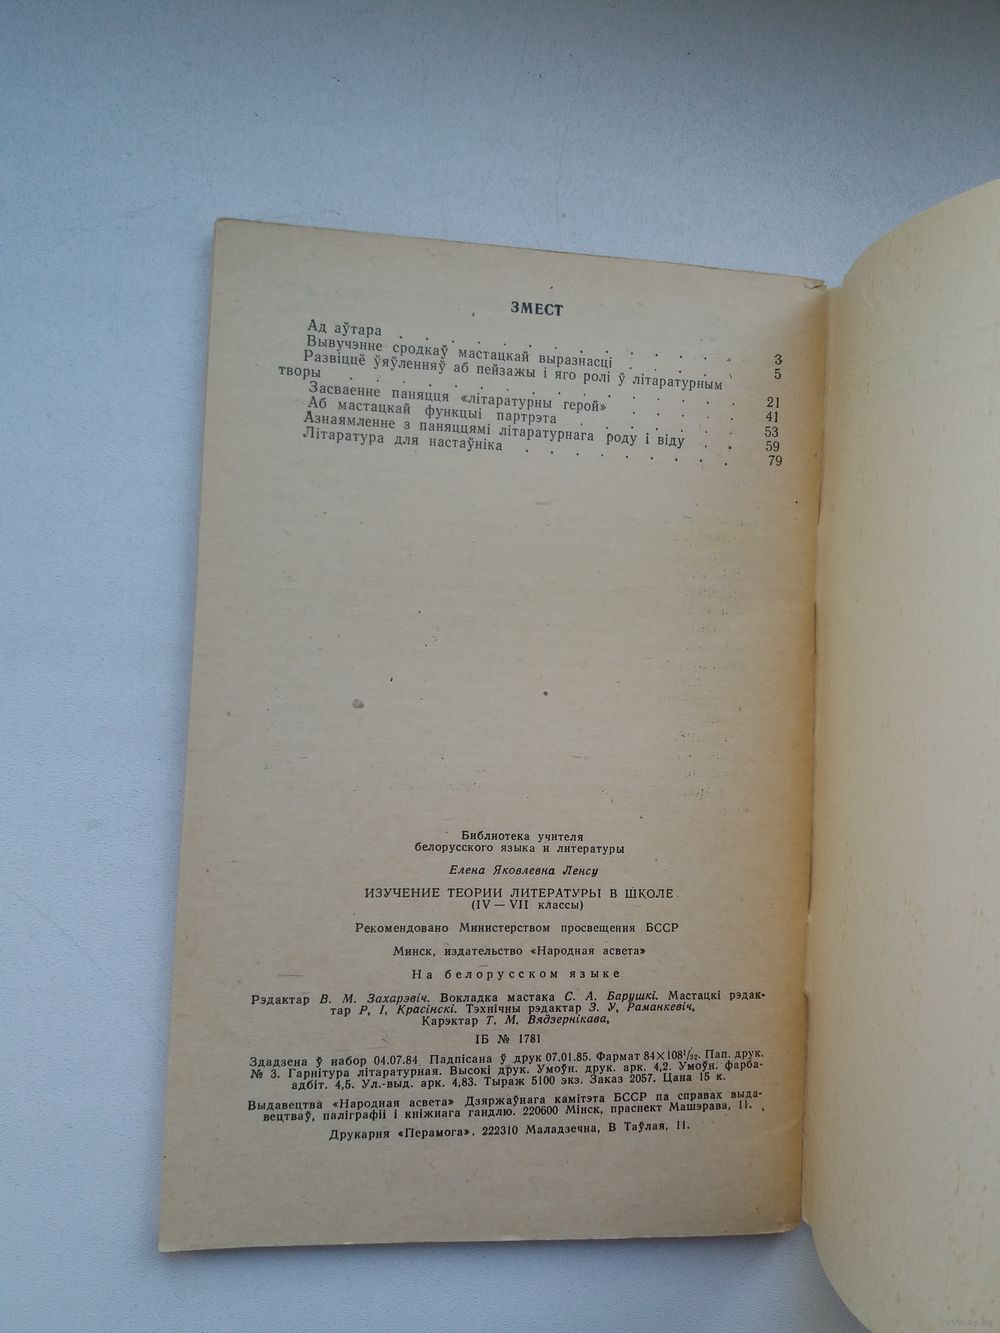 ЗМЕСТ
Ад аўтара . . . . . . . . . . . 3
Вывучэнне сродкаў мастацкай выразнасці . . . . 5
Развіццё ўяўленняў аб пейзажы і яго ролі ў літаратурным
творы . . . . . . . . . . . . 21
Засваенне паняцця «літаратурны герой» . . . . . 41
Аб мастацкай функцыі партрэта . . . . . . 53
Азнаямленне з паняццямі літаратурнага роду і віду . . 59
Літаратура для настаўніка . . . . . . . . 79
Библиотека учителя
белорусского языка и литературы
Елена Яковлевна Ленсу
ИЗУЧЕНИЕ ТЕОРИИ ЛИТЕРАТУРЫ В ШКОЛЕ
(IV — VII классы)
Рекомендовано Министерством просвещения БССР
Минск, издательство «Народная асвета»
На белорусском языке
Рэдактар В. М. Захарэвіч. Вокладка мастака С. А. Барушкі. Мастацкі рэдак-
тар Р. І. Красінскі. Тэхнічны рэдактар З. У. Раманкевіч.
Карэктар Т. М. Вядзернікава.
ІБ № 1781
Здадзена ў набор 04.07.84 Падпісана ў друк 07.01.85. Фармат 84×108¹/₃₂. Пап. друк.
№ 3. Гарнітура літаратурная. Высокі друк. Умоўн. друк. арк. 4,2. Умоўн. фарба-
адбіт. 4,5. Ул.-выд. арк. 4,83. Тыраж 5100 экз. Заказ 2057. Цана 15 к.
Выдавецтва «Народная асвета» Дзяржаўнага камітэта БССР па справах выда-
вецтваў, паліграфіі і кніжнага гандлю. 220600 Мінск, праспект Машэрава, 11.
Друкарня «Перамога». 222310 Маладзечна, В Таўлая, 11.
www.ay.by